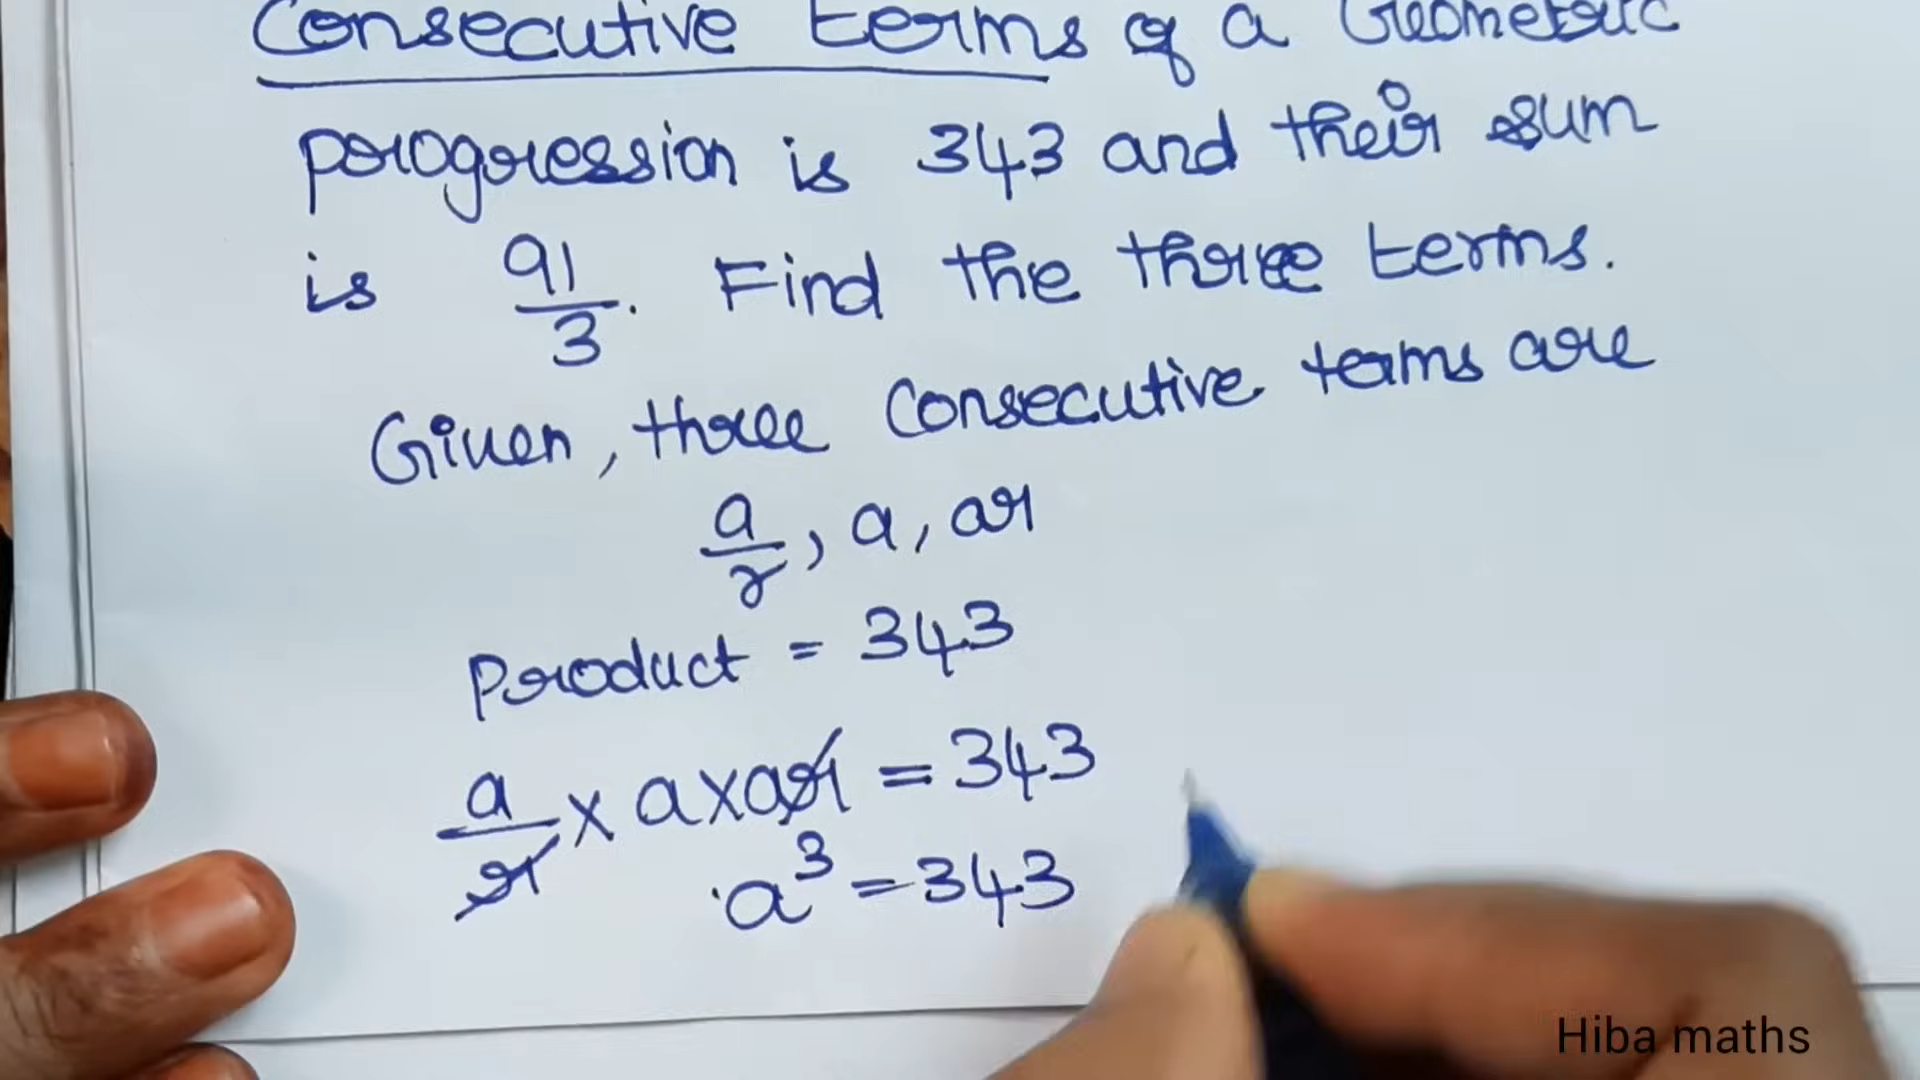 Consecutive terms of a Geometric
progression is 343 and their sum
is 91/3. Find the three terms.
Given, three Consecutive terms are
a/r, a, ar
Product = 343
a/r × a × ar = 343
a³ = 343
Hiba maths